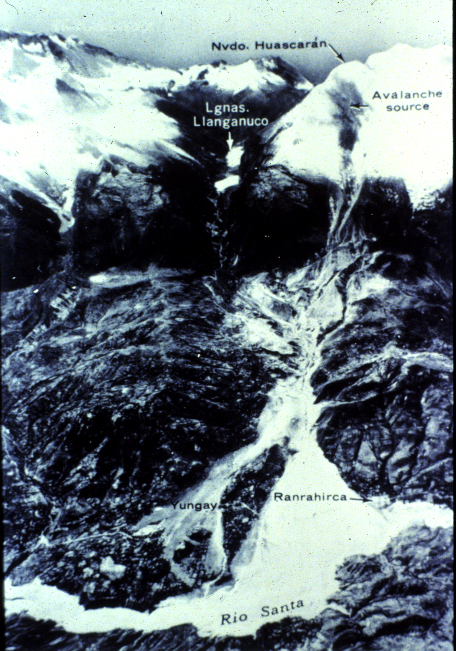 Nvdo. Huascarán
Avalanche
source
Lgnas.
Llanganuco
Yungay
Ranrahirca
Rio Santa